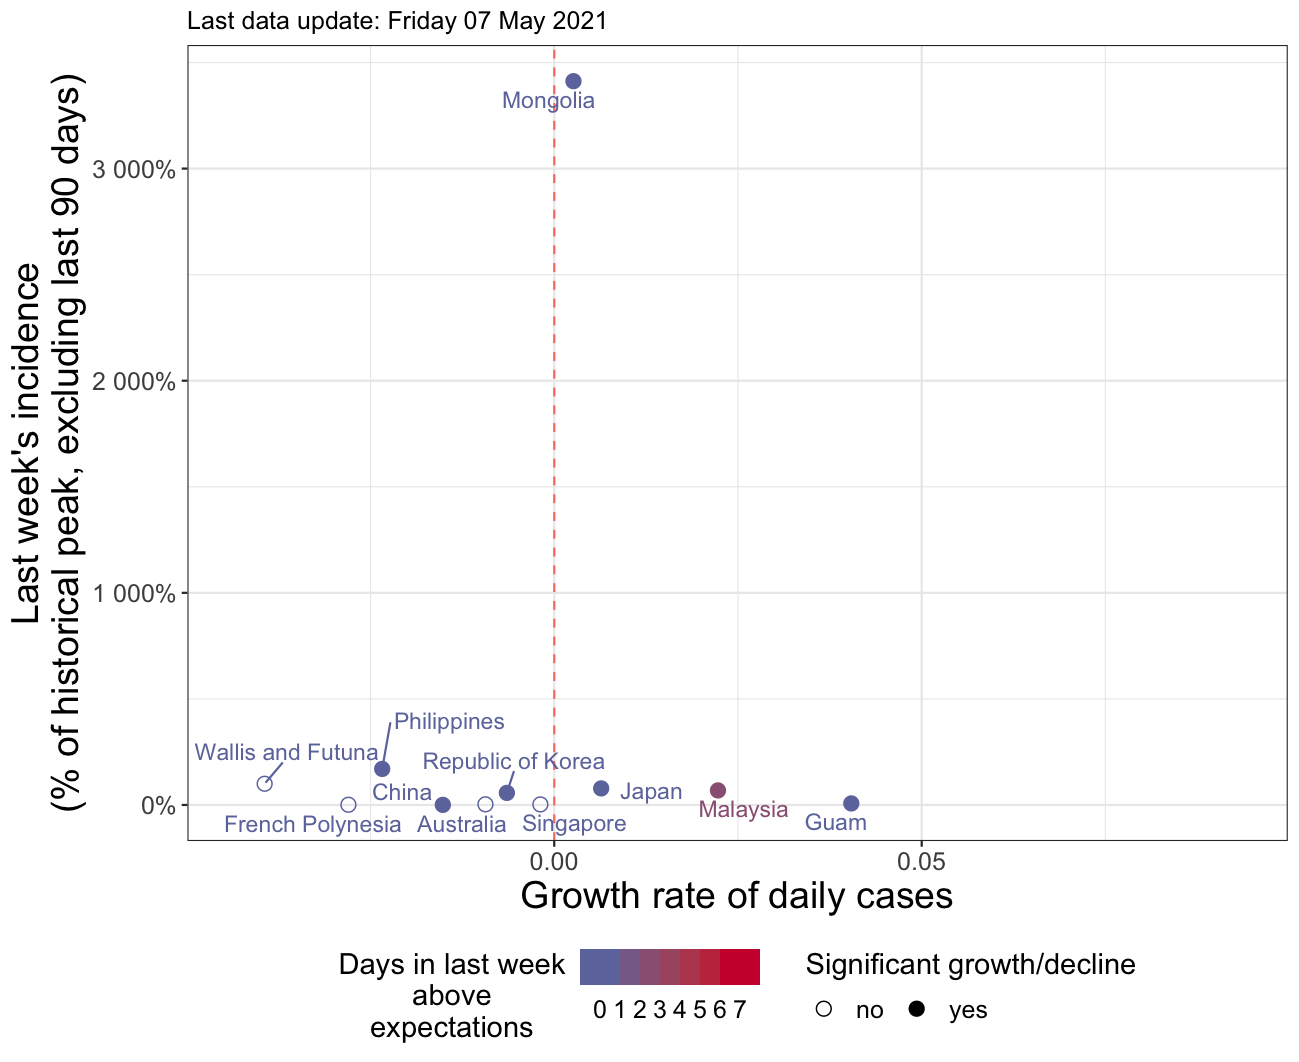 Last data update: Friday 07 May 2021
Last week's incidence
(% of historical peak, excluding last 90 days)
3 000%
2 000%
1 000%
0%
Mongolia
Philippines
Wallis and Futuna
Republic of Korea
China
Japan
Malaysia
French Polynesia
Australia
Singapore
Guam
0.00
0.05
Growth rate of daily cases
Days in last week
above
expectations
0 1 2 3 4 5 6 7
Significant growth/decline
no
yes